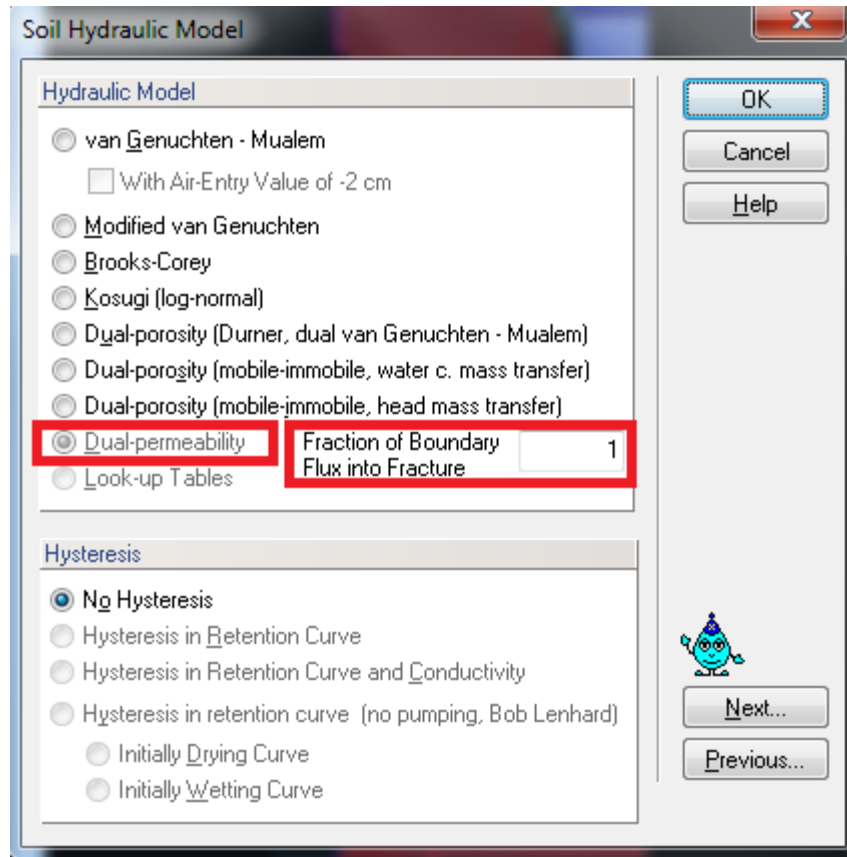 Soil Hydraulic Model
x
Hydraulic Model
van Genuchten - Mualem
With Air-Entry Value of -2 cm
Modified van Genuchten
Brooks-Corey
Kosugi (log-normal)
Dual-porosity (Durner, dual van Genuchten - Mualem)
Dual-porosity (mobile-immobile, water c. mass transfer)
Dual-porosity (mobile-immobile, head mass transfer)
Dual-permeability
Fraction of Boundary
Flux into Fracture
1
Look-up Tables
Hysteresis
No Hysteresis
Hysteresis in Retention Curve
Hysteresis in Retention Curve and Conductivity
Hysteresis in retention curve (no pumping, Bob Lenhard)
Initially Drying Curve
Initially Wetting Curve
OK
Cancel
Help
Next...
Previous...